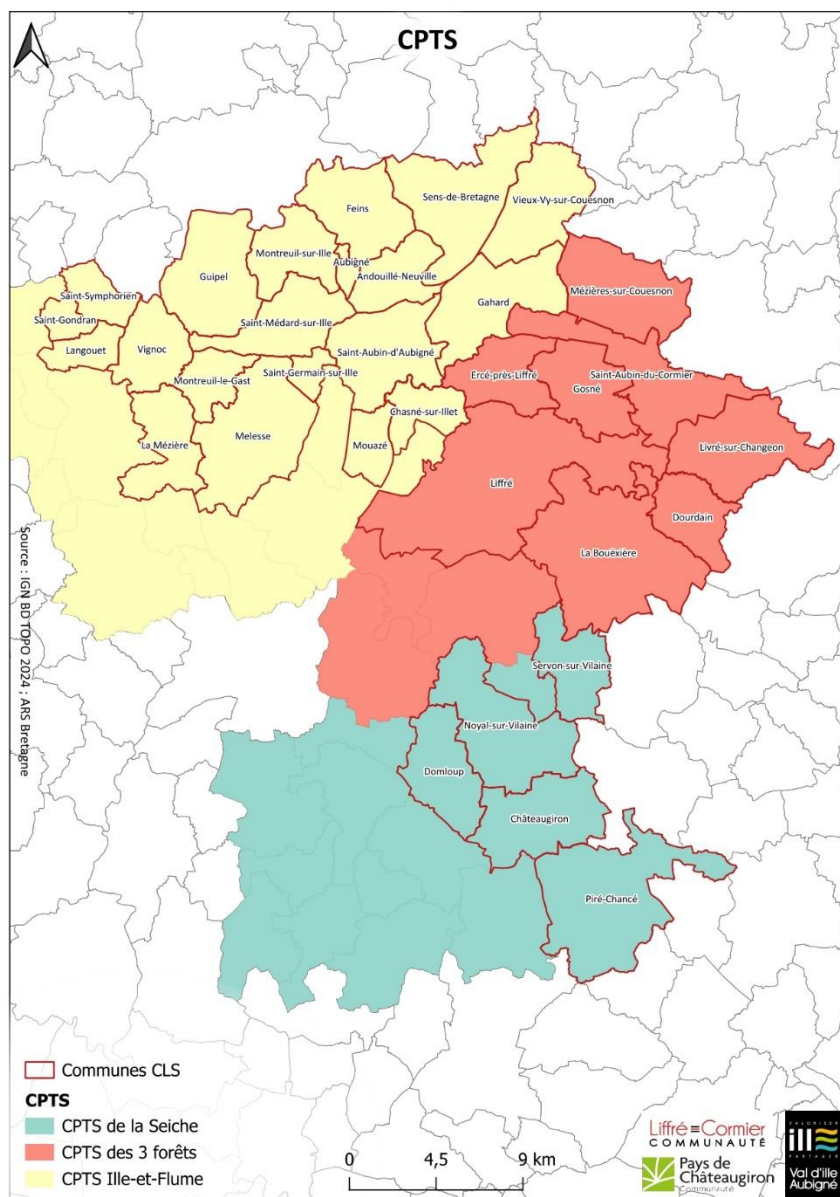 CPTS
Sens-de-Bretagne
Vieux-Vy-sur-Couesnon
Feins
Montreuil-sur-Ille
Aubigné
Guipel
Andouillé-Neuville
Mézières-sur-Couesnon
Saint-Symphorien
Gahard
Saint-Gondran
Saint-Médard-sur-Ille
Langouet
Vignoc
Saint-Aubin-d'Aubigné
Saint-Germain-sur-Ille
Ercé-près-Liffré
Saint-Aubin-du-Cormier
Montreuil-le-Gast
Gosné
Chasné-sur-Illet
La Mézière
Melesse
Mouazé
Livré-sur-Changeon
Liffré
Dourdain
La Bouëxière
Source : IGN BD TOPO 2024 ; ARS Bretagne
Servon-sur-Vilaine
Noyal-sur-Vilaine
Domloup
Châteaugiron
Piré-Chancé
Communes CLS
CPTS
CPTS de la Seiche
CPTS des 3 forêts
CPTS Ille-et-Flume
0 4,5 9 km
Liffré=Cormier
COMMUNAUTÉ
Pays de
Châteaugiron
Communauté
VALORISER
ille
PARTAGER
Val d'ille
Aubigné